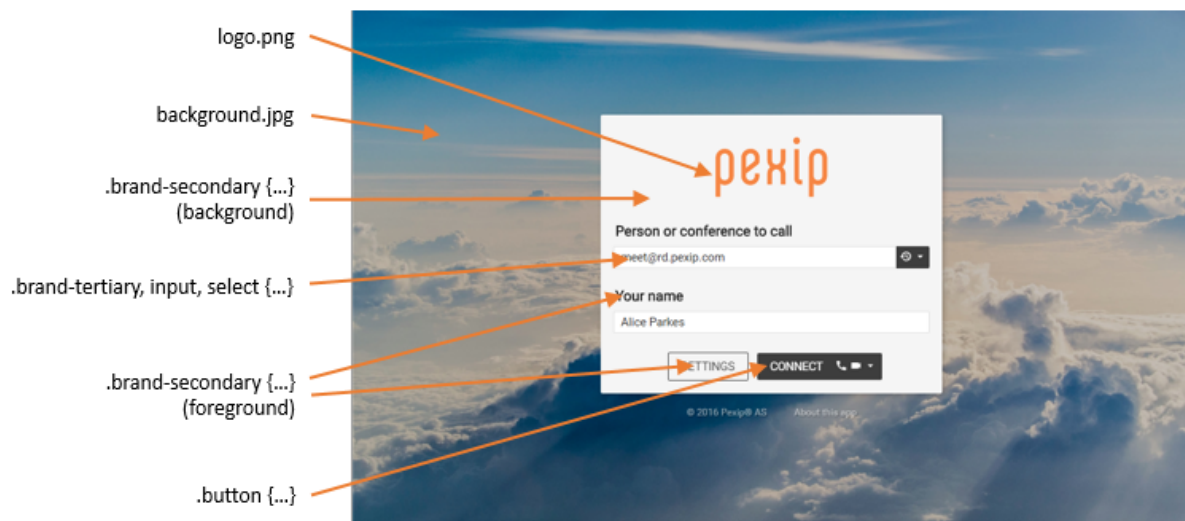 logo.png
background.jpg
.brand-secondary {...}
(background)
.brand-tertiary, input, select {...}
.brand-secondary {...}
(foreground)
.button {...}
pexip
Person or conference to call
meet@rd.pexip.com
Your name
Alice Parkes
SETTINGS
CONNECT
© 2016 Pexip® AS
About this app